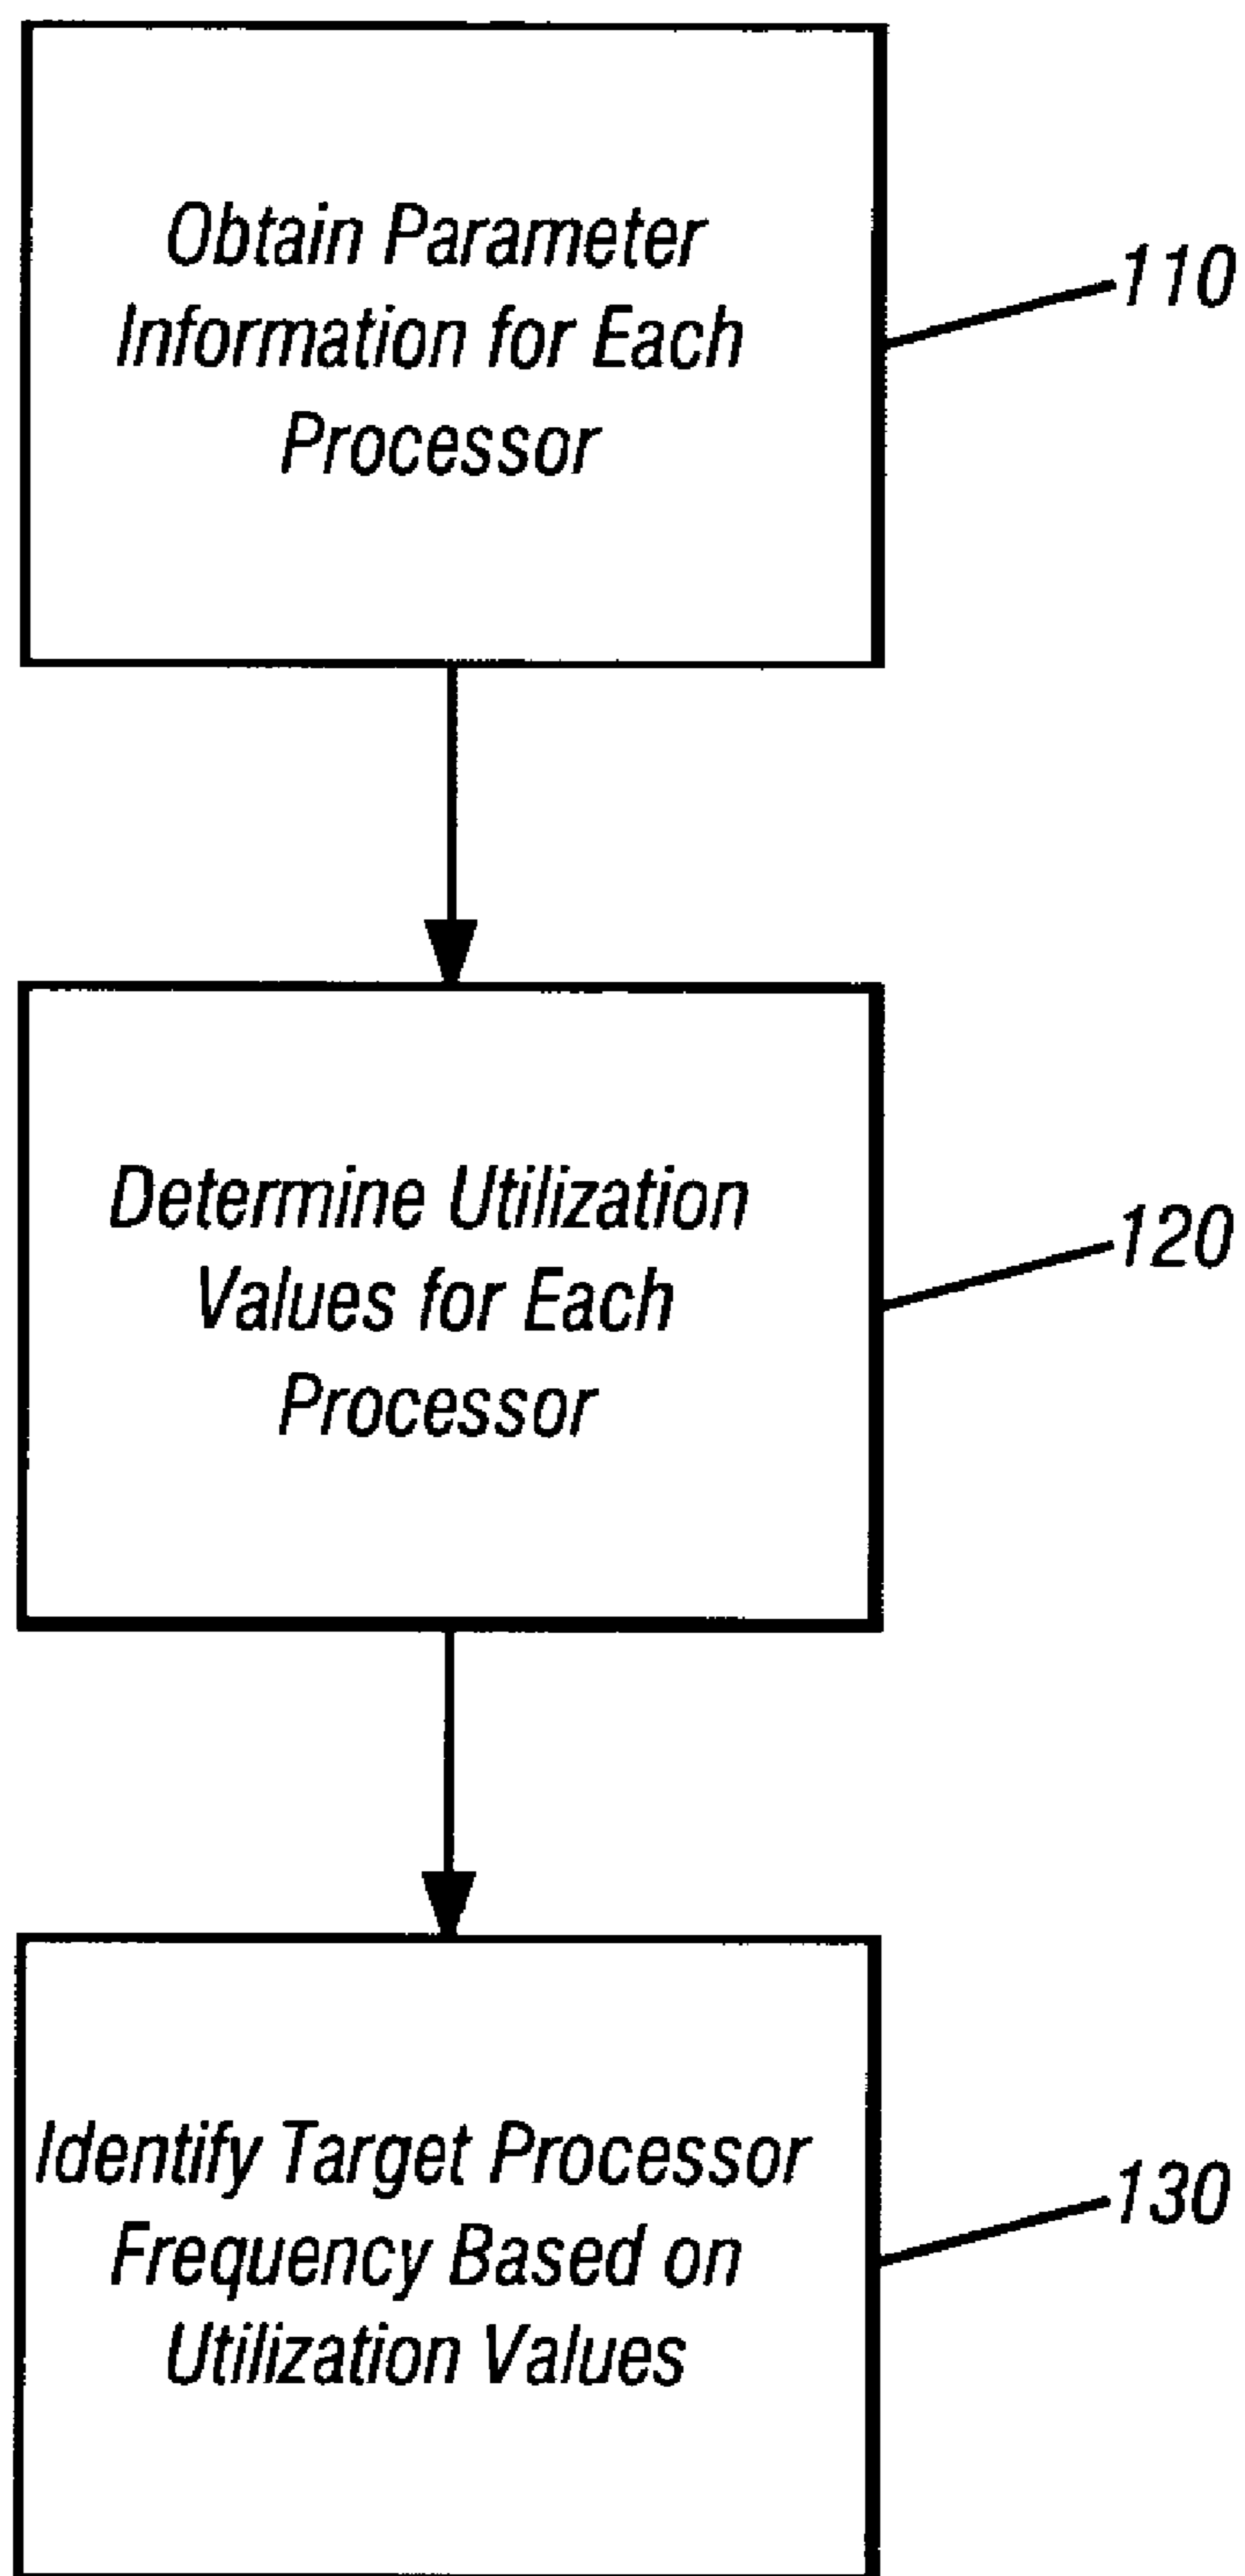 Obtain Parameter
Information for Each
Processor
110
Determine Utilization
Values for Each
Processor
120
Identify Target Processor
Frequency Based on
Utilization Values
130